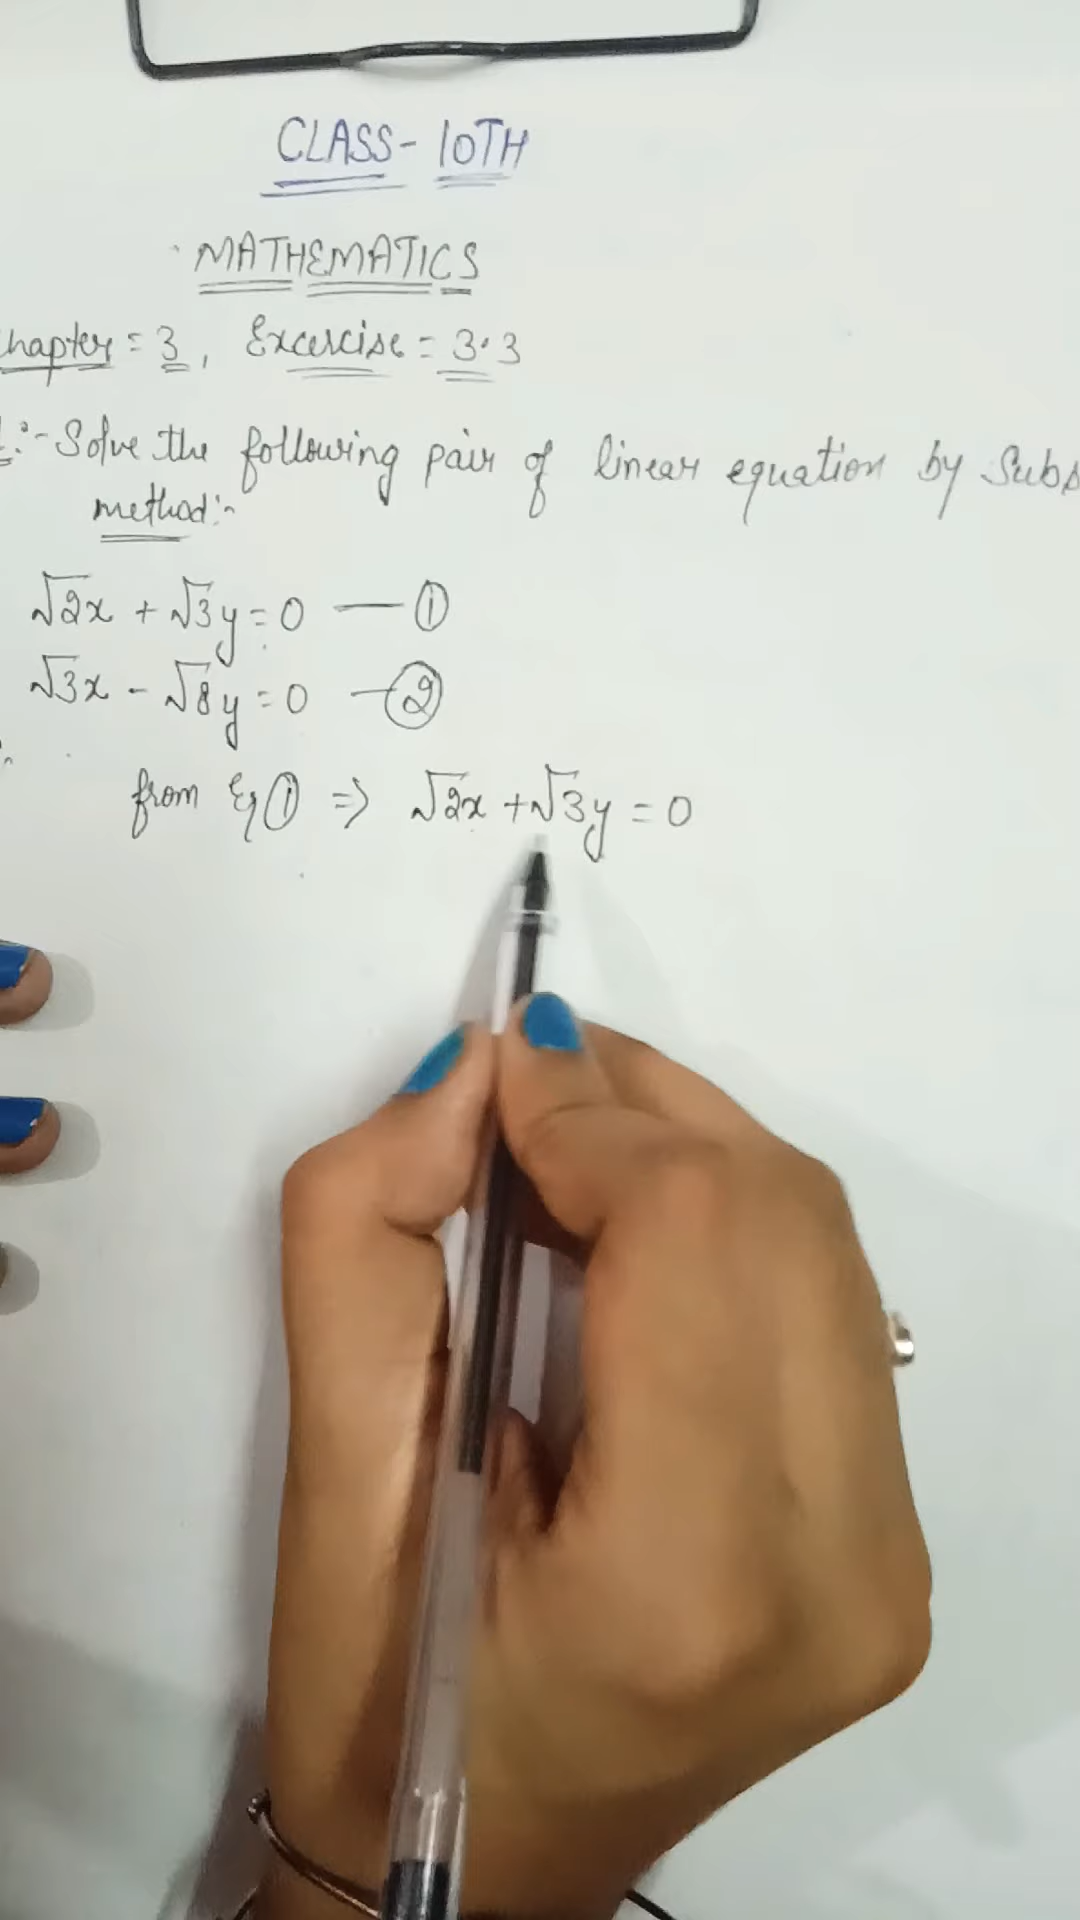 CLASS- 10TH
MATHEMATICS
hapter = 3, Excercise = 3.3
:- Solve the following pair of linear equation by Subs
method:-
√2x + √3y = 0 — ①
√3x - √8y = 0 — ②
from Eq ① => √2x + √3y = 0